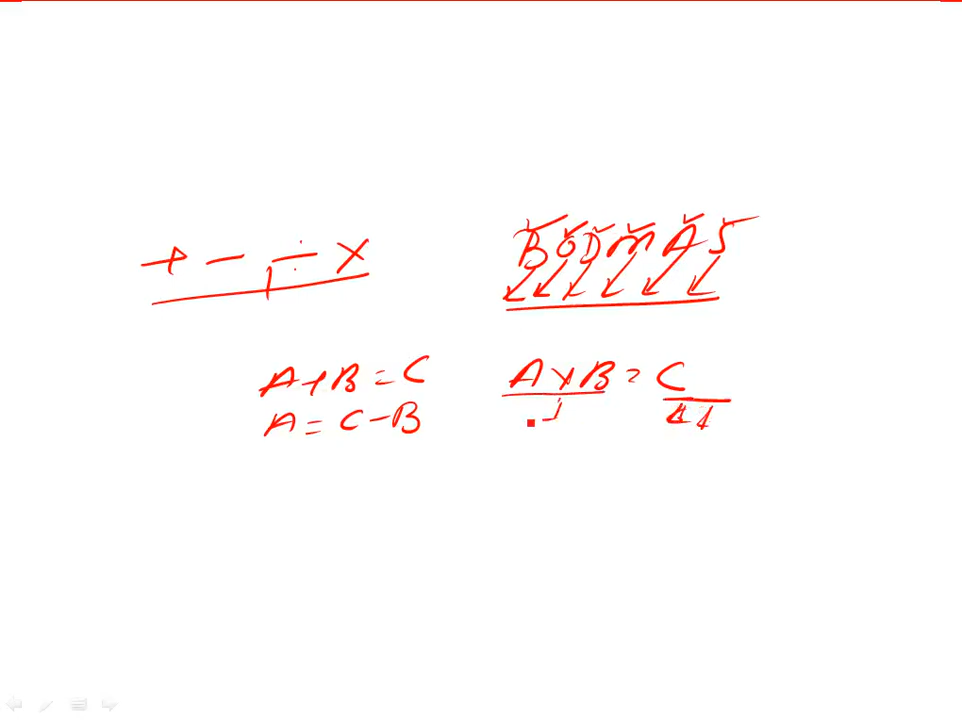 + - ÷ ×
BODMAS
A+B=C
A=C-B
A×B=C